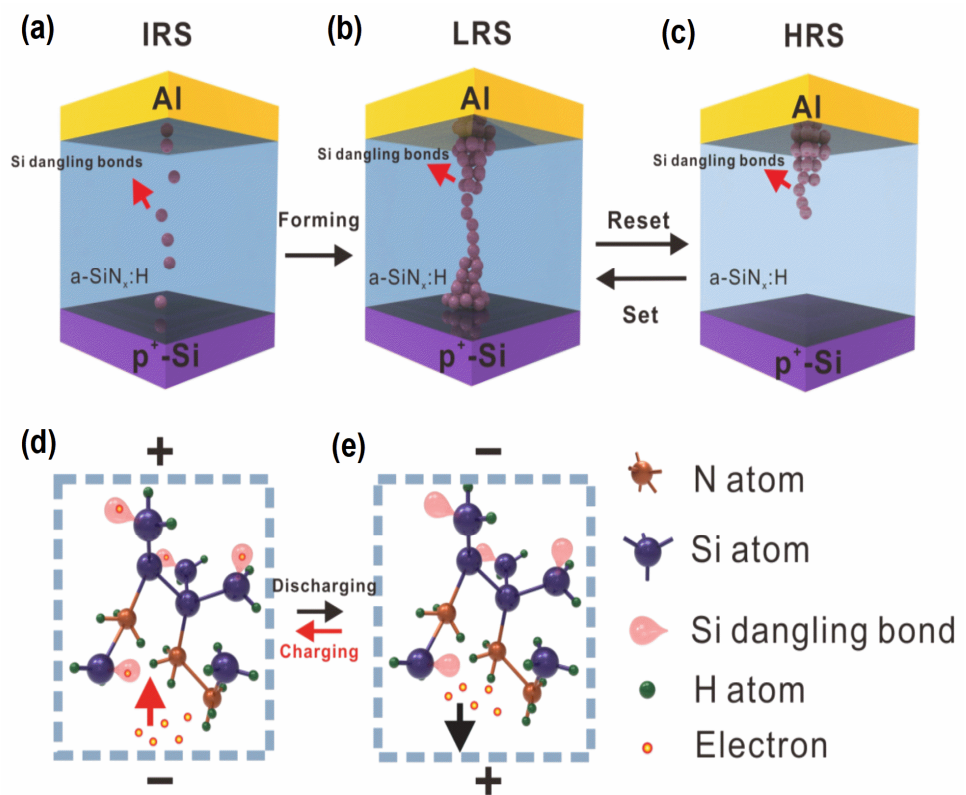 (a) IRS
(b) LRS
(c) HRS
Al
Si dangling bonds
a-SiNₓ:H
p⁺-Si
Forming
Al
Si dangling bonds
a-SiNₓ:H
p⁺-Si
Reset
Set
Al
Si dangling bonds
a-SiNₓ:H
p⁺-Si
(d)
+
−
Discharging
Charging
(e)
−
+
N atom
Si atom
Si dangling bond
H atom
Electron